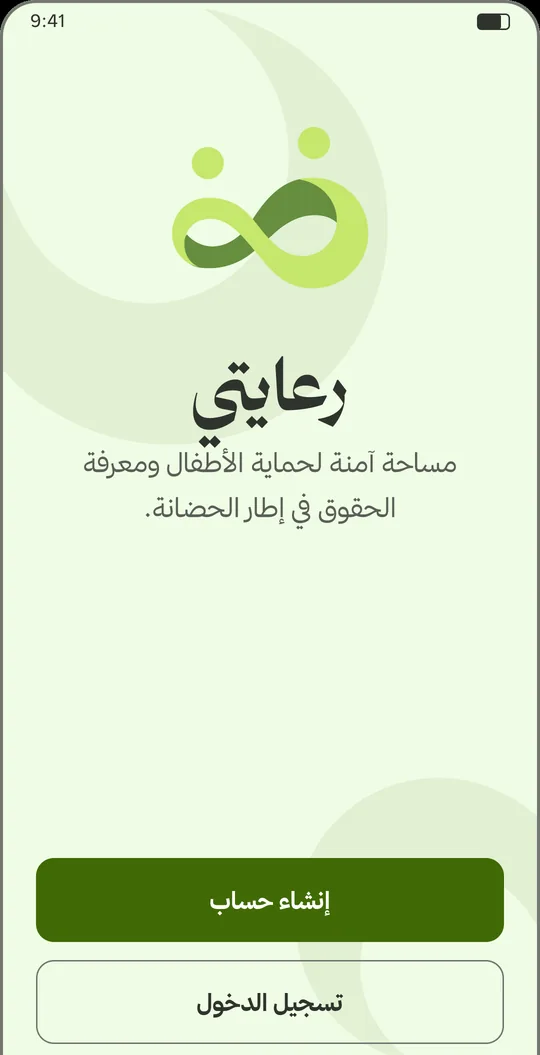 9:41
رعايتي
مساحة آمنة لحماية الأطفال ومعرفة
الحقوق في إطار الحضانة.
إنشاء حساب
تسجيل الدخول